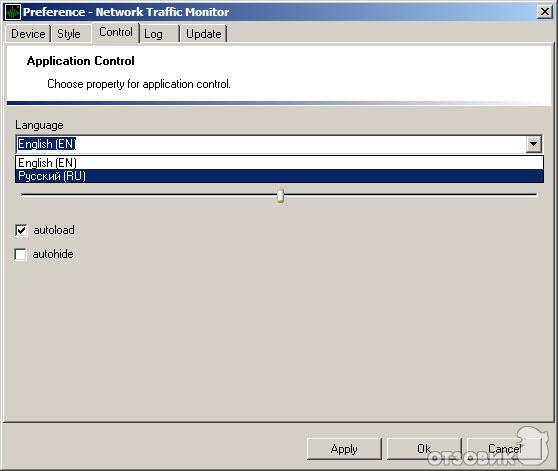 Preference - Network Traffic Monitor
Device Style Control Log Update
Application Control
Choose property for application control.
Language
English (EN)
English (EN)
Русский (RU)
autoload
autohide
Apply Ok Cancel
ОТЗОВИК